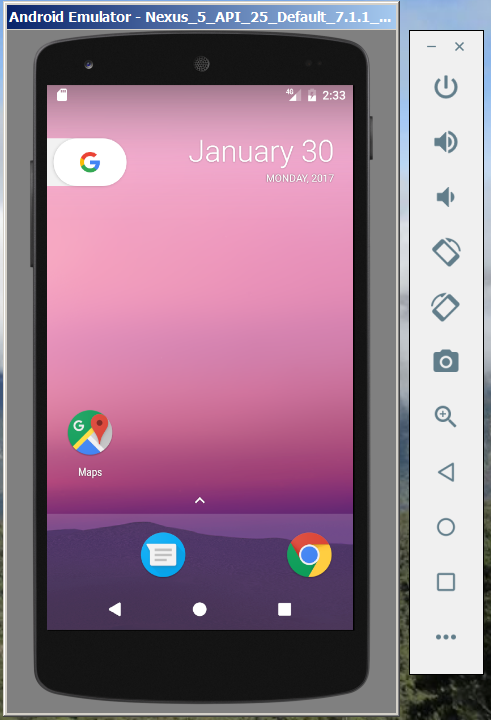 Android Emulator - Nexus_5_API_25_Default_7.1.1_...
4G 2:33
G
January 30
MONDAY, 2017
G
Maps